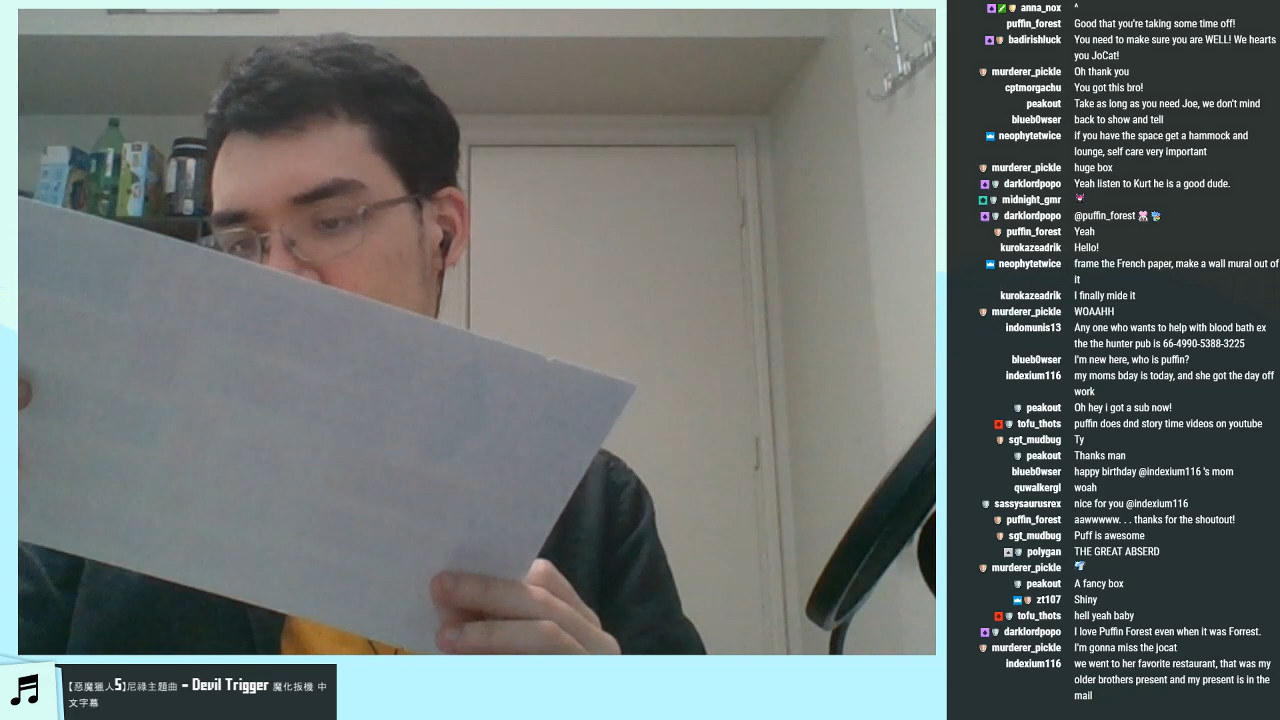 anna_nox ^
puffin_forest Good that you're taking some time off!
badirishluck You need to make sure you are WELL! We hearts
you JoCat!
murderer_pickle Oh thank you
cptmorgachu You got this bro!
peakout Take as long as you need Joe, we don't mind
blueb0wser back to show and tell
neophytetwice if you have the space get a hammock and
lounge, self care very important
murderer_pickle huge box
darklordpopo Yeah listen to Kurt he is a good dude.
midnight_gmr
darklordpopo @puffin_forest
puffin_forest Yeah
kurokazeadrik Hello!
neophytetwice frame the French paper, make a wall mural out of
it
kurokazeadrik I finally mide it
murderer_pickle WOAAHH
indomunis13 Any one who wants to help with blood bath ex
the the hunter pub is 66-4990-5388-3225
blueb0wser I'm new here, who is puffin?
indexium116 my moms bday is today, and she got the day off
work
peakout Oh hey i got a sub now!
tofu_thots puffin does dnd story time videos on youtube
sgt_mudbug Ty
peakout Thanks man
blueb0wser happy birthday @indexium116 's mom
quwalkergl woah
sassysaurusrex nice for you @indexium116
puffin_forest aawwwww. . . thanks for the shoutout!
sgt_mudbug Puff is awesome
polygan THE GREAT ABSERD
murderer_pickle
peakout A fancy box
zt107 Shiny
tofu_thots hell yeah baby
darklordpopo I love Puffin Forest even when it was Forrest.
murderer_pickle I'm gonna miss the jocat
indexium116 we went to her favorite restaurant, that was my
older brothers present and my present is in the
mail
【惡魔獵人5】尼祿主題曲 - Devil Trigger 魔化扳機 中
文字幕